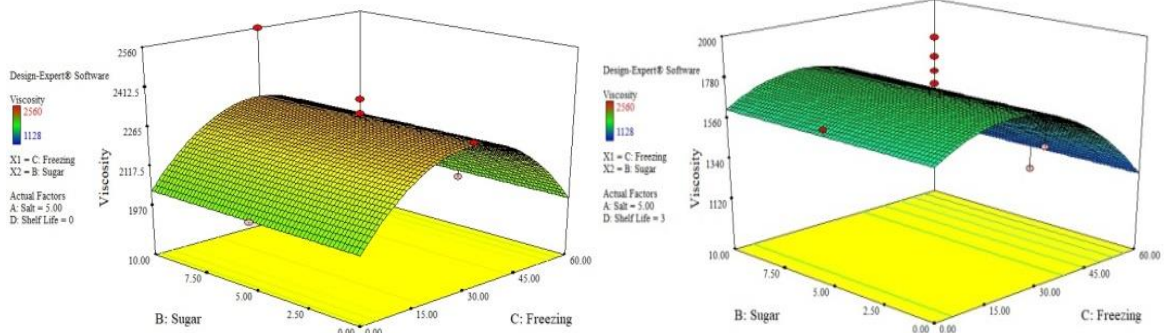 Design-Expert® Software
Viscosity
2560
1128
X1 = C: Freezing
X2 = B: Sugar
Actual Factors
A: Salt = 5.00
D: Shelf Life = 0
Viscosity
2560
2412.5
2265
2117.5
1970
10.00
7.50
5.00
2.50
0.00
0.00
15.00
30.00
45.00
60.00
B: Sugar
C: Freezing
Design-Expert® Software
Viscosity
2560
1128
X1 = C: Freezing
X2 = B: Sugar
Actual Factors
A: Salt = 5.00
D: Shelf Life = 3
Viscosity
2000
1780
1560
1340
1120
10.00
7.50
5.00
2.50
0.00
0.00
15.00
30.00
45.00
60.00
B: Sugar
C: Freezing